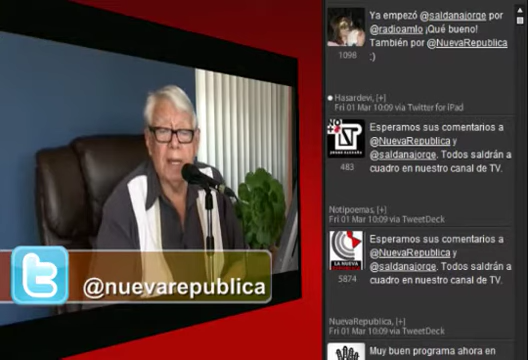 @nuevarepublica
Ya empezó @saldanajorge por
@radioamlo ¡Qué bueno!
También por @NuevaRepublica
:)
1098
Hasardevi, [+]
Fri 01 Mar 10:09 via Twitter for iPad
Esperamos sus comentarios a
@NuevaRepublica y
@saldanajorge. Todos saldrán a
cuadro en nuestro canal de TV.
483
Notipoemas, [+]
Fri 01 Mar 10:09 via TweetDeck
Esperamos sus comentarios a
@NuevaRepublica y
@saldanajorge. Todos saldrán a
cuadro en nuestro canal de TV.
LA NUEVA
5874
NuevaRepublica, [+]
Fri 01 Mar 10:09 via TweetDeck
Muy buen programa ahora en